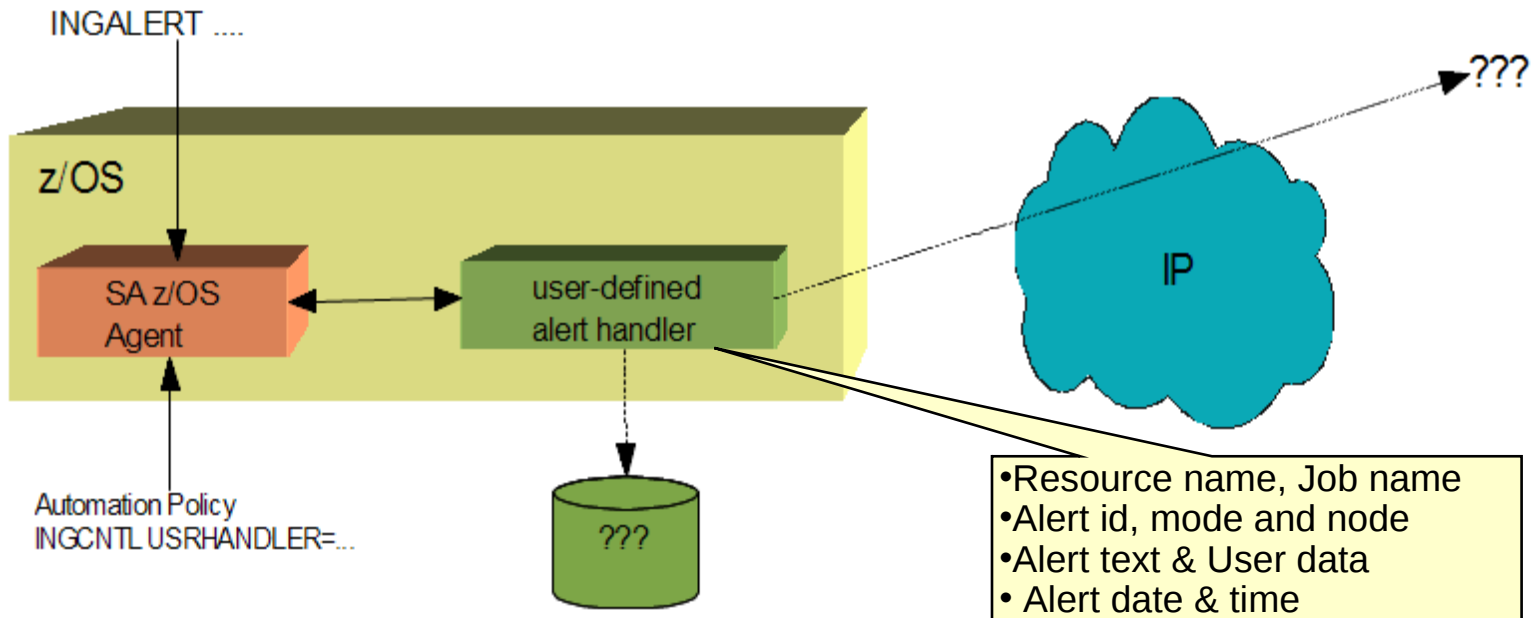 INGALERT ....
???
z/OS
SA z/OS
Agent
user-defined
alert handler
IP
Automation Policy
INGCNTL USRHANDLER=...
???
•Resource name, Job name
•Alert id, mode and node
•Alert text & User data
• Alert date & time